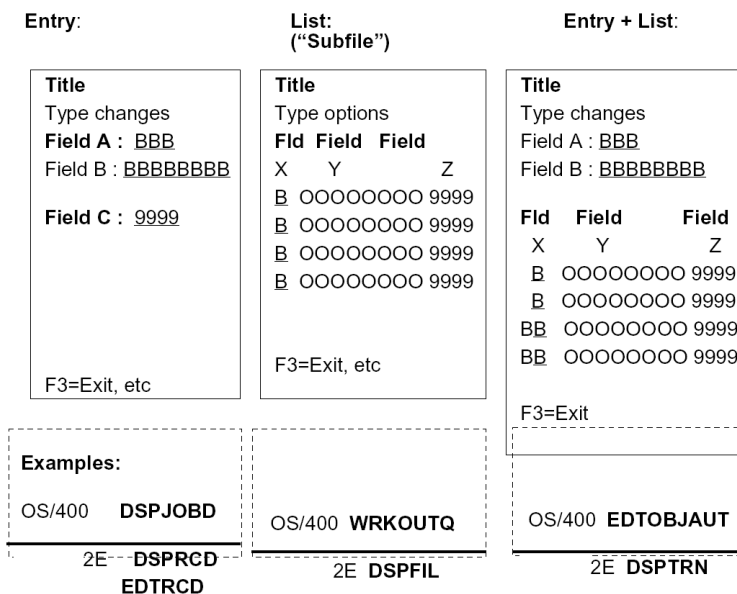 Entry:
Title
Type changes
Field A : BBB
Field B : BBBBBBBB
Field C : 9999
F3=Exit, etc
Examples:
OS/400 DSPJOBD
2E DSPRCD
EDTRCD
List:
(“Subfile”)
Title
Type options
Fld Field Field
X Y Z
B OOOOOOOO 9999
B OOOOOOOO 9999
B OOOOOOOO 9999
B OOOOOOOO 9999
F3=Exit, etc
OS/400 WRKOUTQ
2E DSPFIL
Entry + List:
Title
Type changes
Field A : BBB
Field B : BBBBBBBB
Fld Field Field
X Y Z
B OOOOOOOO 9999
B OOOOOOOO 9999
BB OOOOOOOO 9999
BB OOOOOOOO 9999
F3=Exit
OS/400 EDTOBJAUT
2E DSPTRN